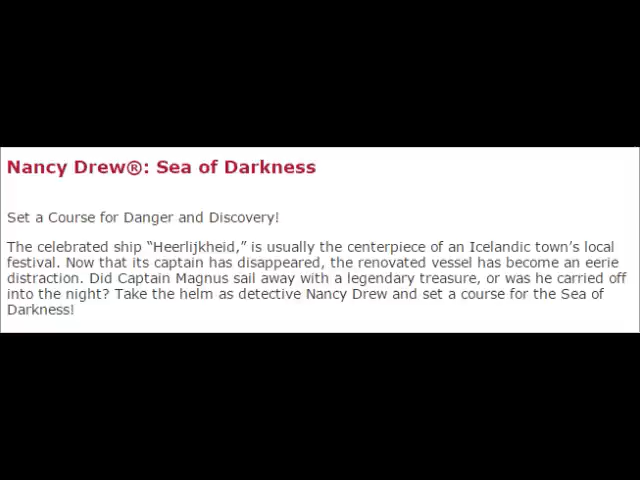 Nancy Drew®: Sea of Darkness
Set a Course for Danger and Discovery!
The celebrated ship “Heerlijkheid,” is usually the centerpiece of an Icelandic town’s local
festival. Now that its captain has disappeared, the renovated vessel has become an eerie
distraction. Did Captain Magnus sail away with a legendary treasure, or was he carried off
into the night? Take the helm as detective Nancy Drew and set a course for the Sea of
Darkness!